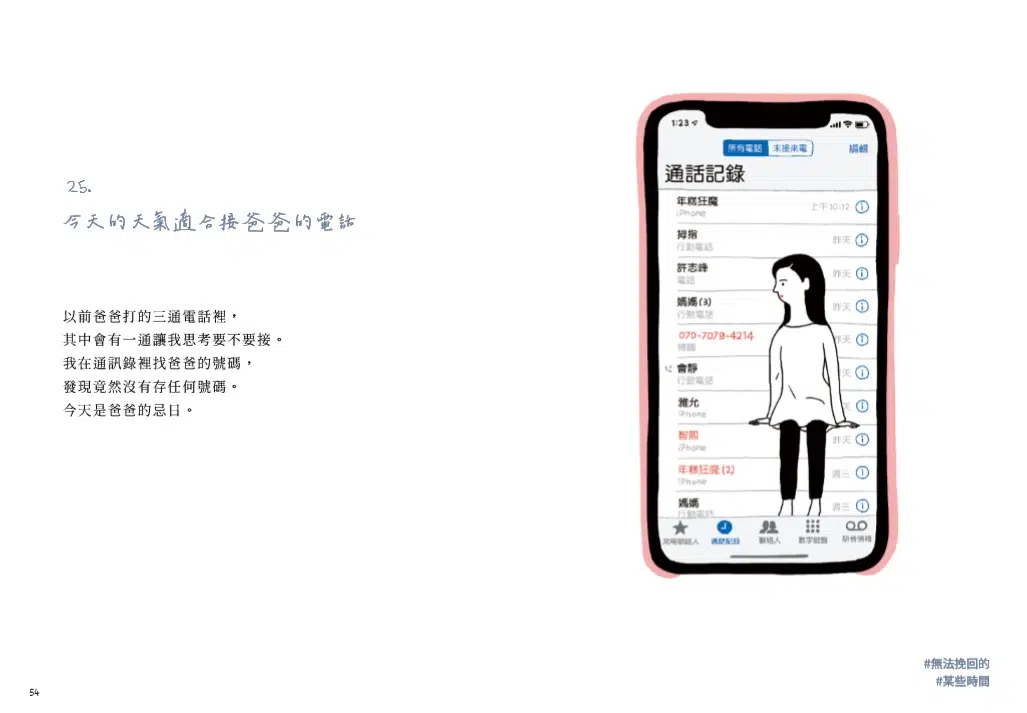 25.
今天的天氣適合接爸爸的電話
以前爸爸打的三通電話裡，
其中會有一通讓我思考要不要接。
我在通訊錄裡找爸爸的號碼，
發現竟然沒有存任何號碼。
今天是爸爸的忌日。
1:23
所有電話 未接來電 編輯
通話記錄
年糕狂魔 上午10:12
iPhone
拇指 昨天
行動電話
許志峰 昨天
電話
媽媽(3) 昨天
行動電話
070-7079-4214 昨天
韓國
會靜 昨天
行動電話
雅允 昨天
iPhone
智熙 昨天
iPhone
年糕狂魔(2) 週三
iPhone
媽媽 週三
行動電話
通話記錄 聯絡人 數字鍵盤 語音信箱
#無法挽回的
#某些時間
54